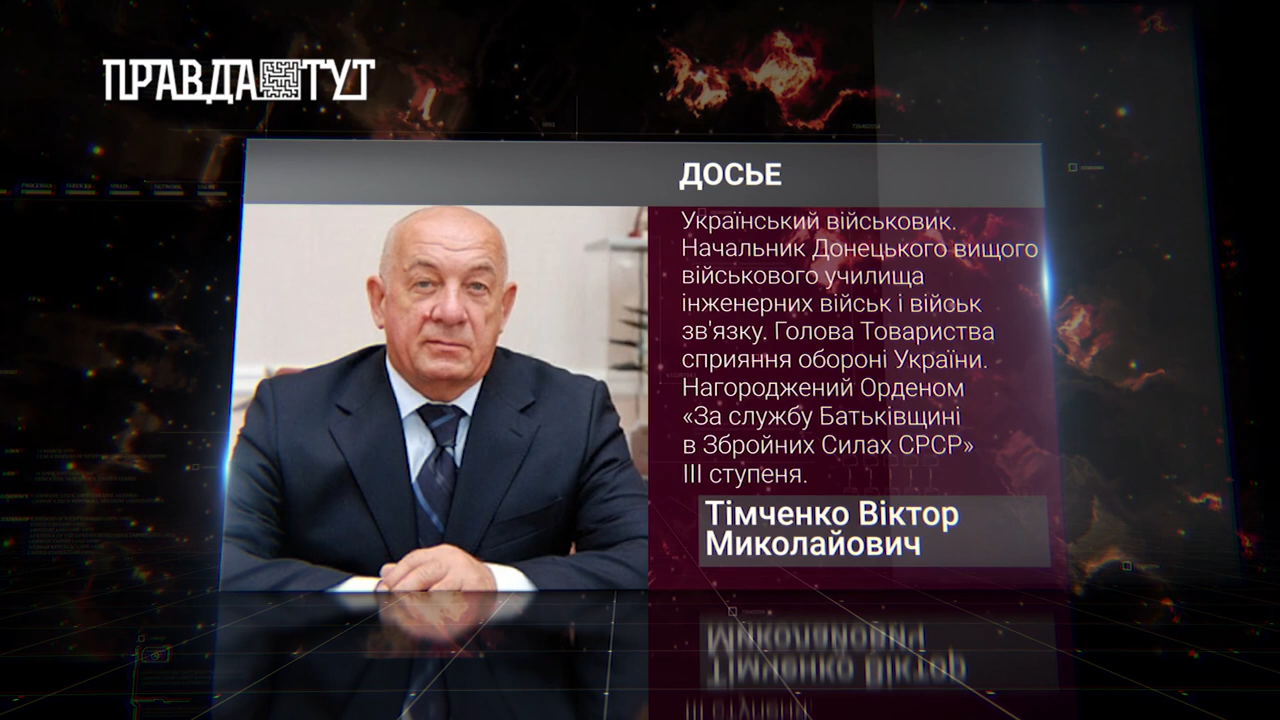 ПРАВДА ТУТ
ДОСЬЕ
Український військовик.
Начальник Донецького вищого
військового училища
інженерних військ і військ
зв'язку. Голова Товариства
сприяння обороні України.
Нагороджений Орденом
«За службу Батьківщині
в Збройних Силах СРСР»
III ступеня.
Тімченко Віктор
Миколайович